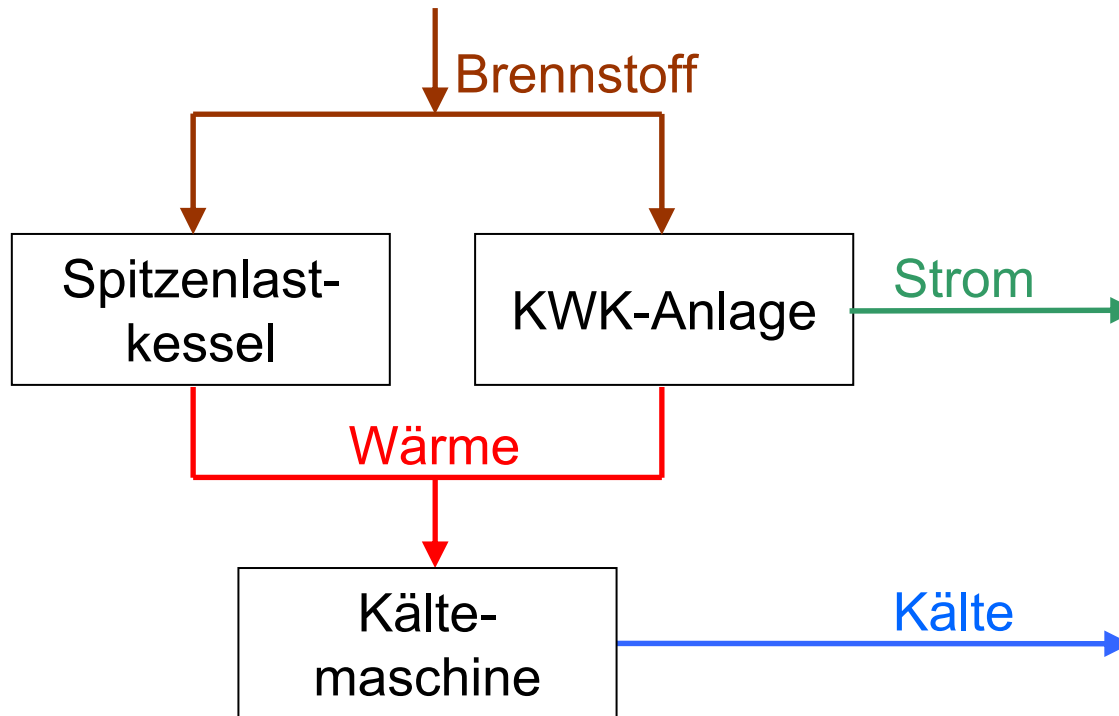 Brennstoff
Spitzenlast-
kessel
KWK-Anlage
Strom
Wärme
Kälte-
maschine
Kälte